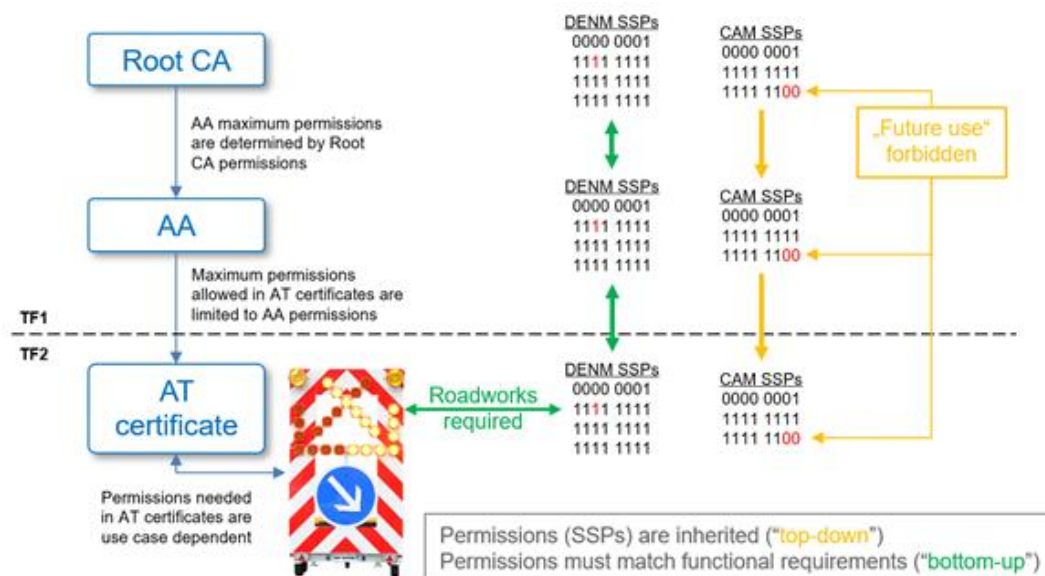 Root CA
AA maximum permissions
are determined by Root
CA permissions
AA
Maximum permissions
allowed in AT certificates are
limited to AA permissions
TF1
TF2
AT
certificate
Permissions needed
in AT certificates are
use case dependent
Roadworks
required
DENM SSPs
0000 0001
1111 1111
1111 1111
1111 1111
DENM SSPs
0000 0001
1111 1111
1111 1111
1111 1111
DENM SSPs
0000 0001
1111 1111
1111 1111
1111 1111
CAM SSPs
0000 0001
1111 1111
1111 1100
CAM SSPs
0000 0001
1111 1111
1111 1100
CAM SSPs
0000 0001
1111 1111
1111 1100
„Future use“
forbidden
Permissions (SSPs) are inherited (“top-down”)
Permissions must match functional requirements (“bottom-up”)